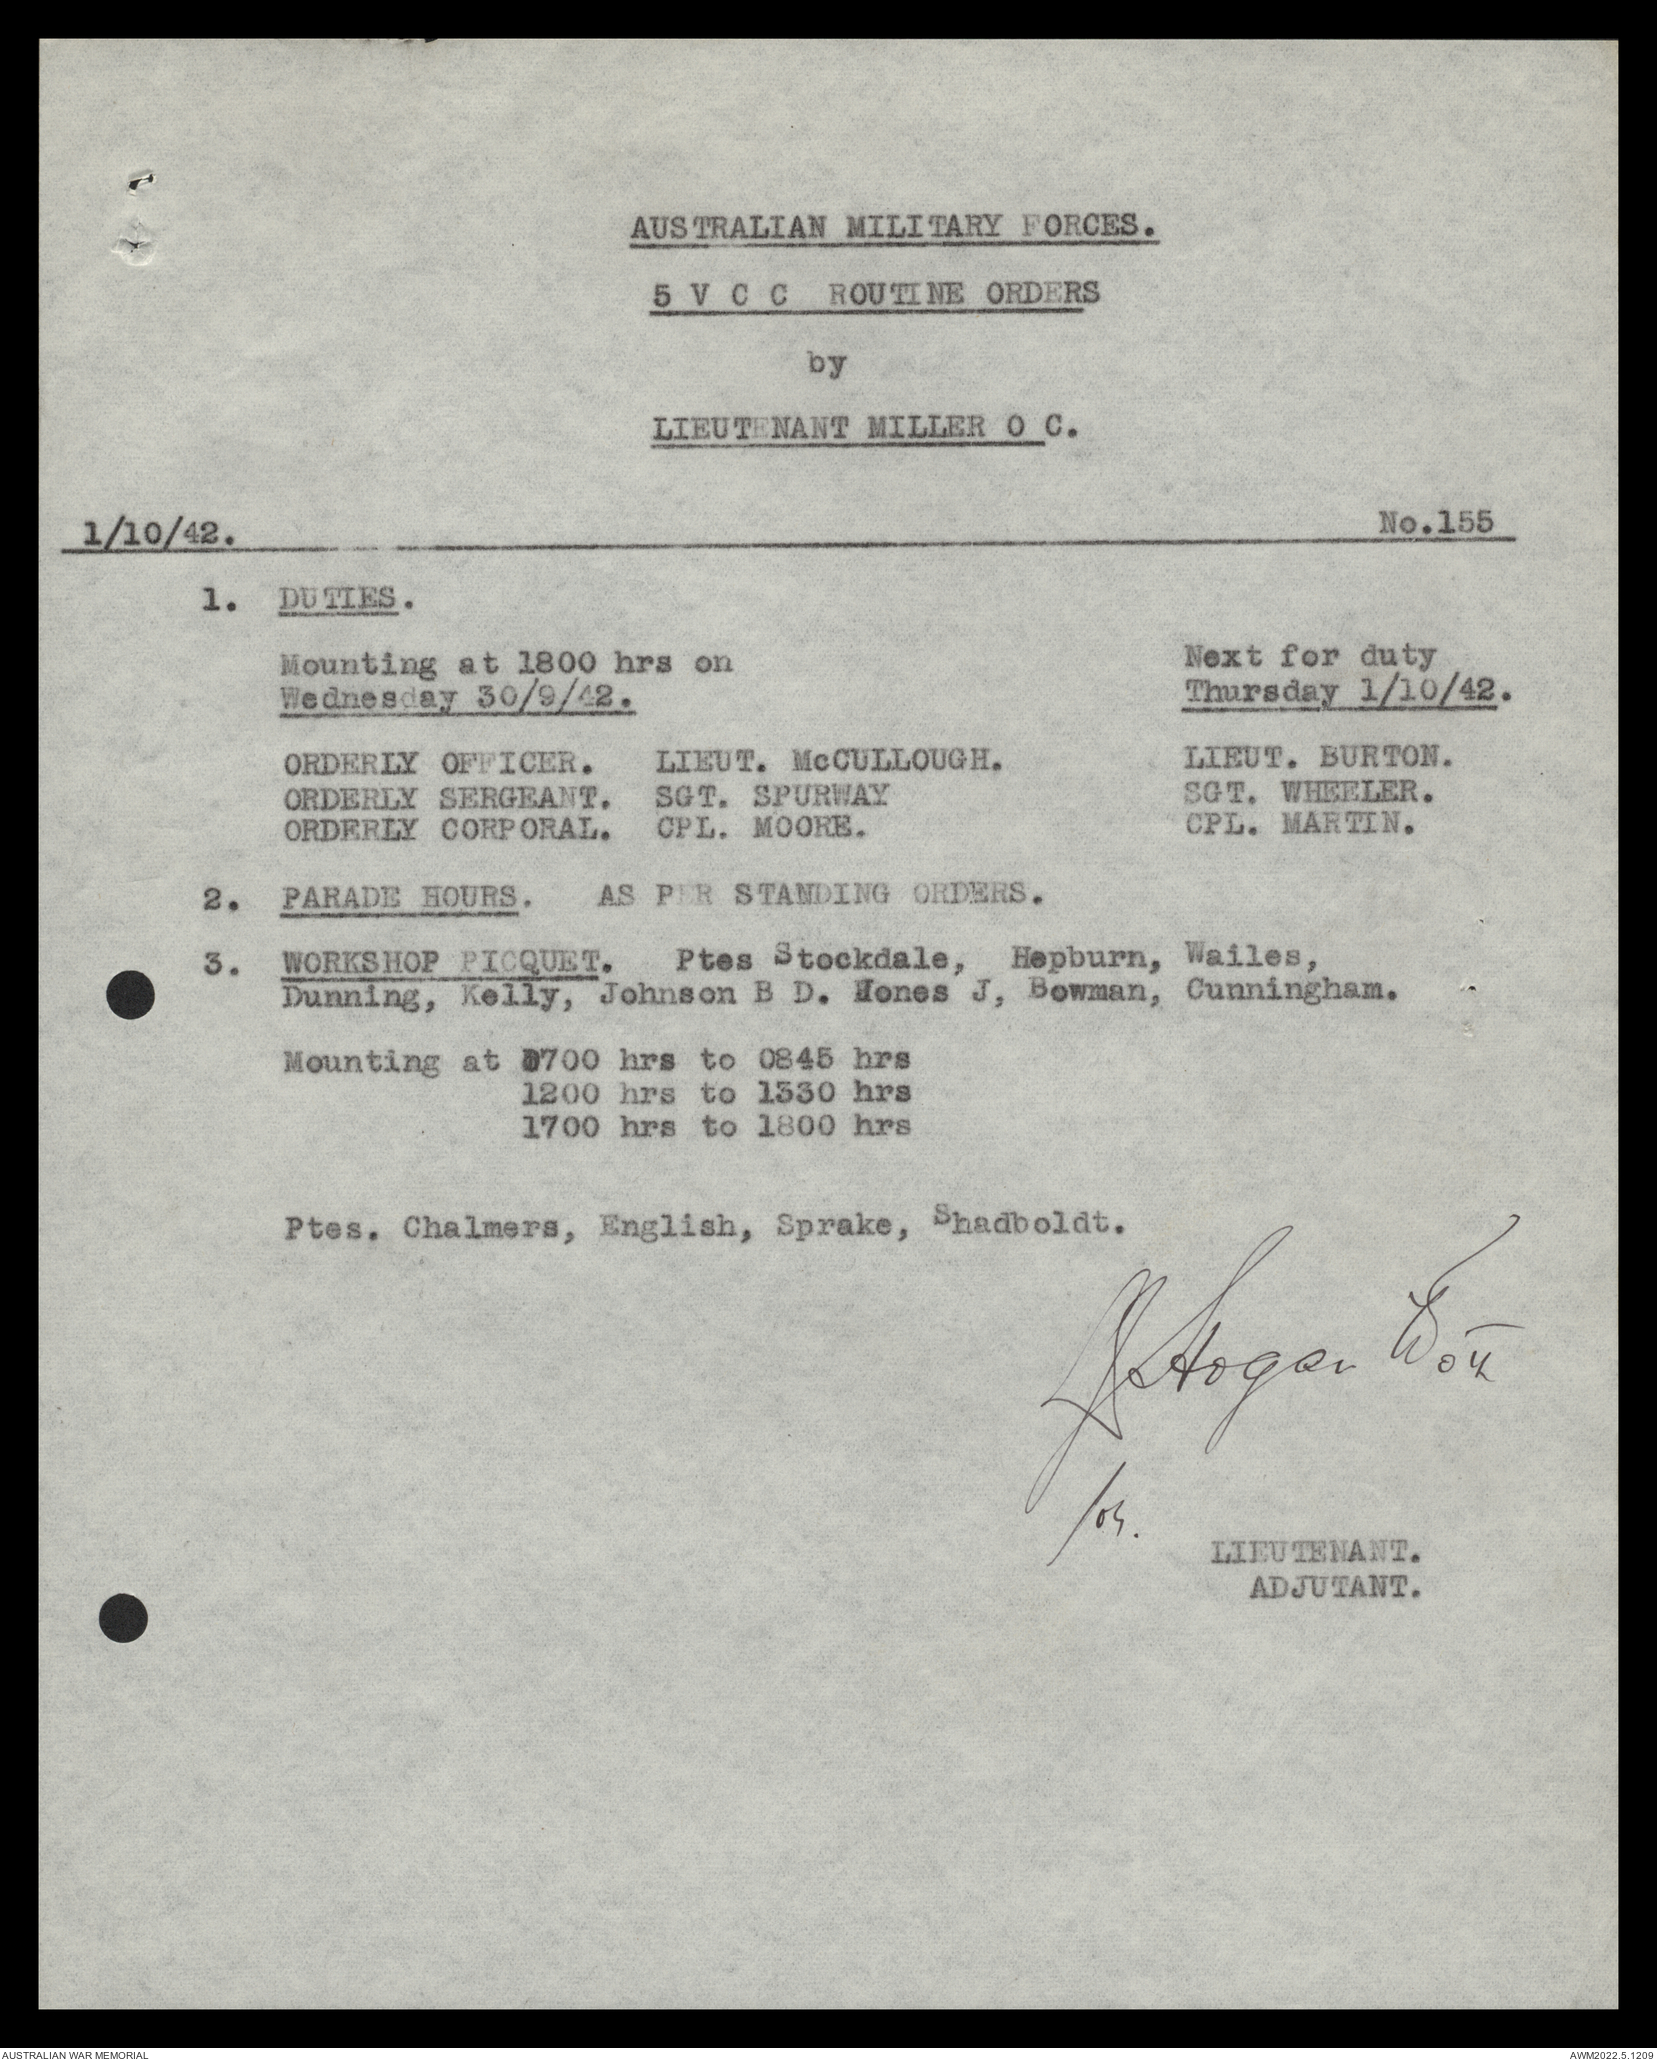 AUSTRALIAN MILITARY FORCES.
5 V C C ROUTINE ORDERS
by
LIEUTENANT MILLER O C.
1/10/42. No.155
1. DUTIES.
Mounting at 1800 hrs on Next for duty
Wednesday 30/9/42. Thursday 1/10/42.
ORDERLY OFFICER. LIEUT. McCULLOUGH. LIEUT. BURTON.
ORDERLY SERGEANT. SGT. SPURWAY SGT. WHEELER.
ORDERLY CORPORAL. CPL. MOORE. CPL. MARTIN.
2. PARADE HOURS. AS PER STANDING ORDERS.
3. WORKSHOP PICQUET. Ptes Stockdale, Hepburn, Wailes,
Dunning, Kelly, Johnson B D. Jones J, Bowman, Cunningham.
Mounting at 0700 hrs to 0845 hrs
1200 hrs to 1330 hrs
1700 hrs to 1800 hrs
Ptes. Chalmers, English, Sprake, Shadboldt.
for.
LIEUTENANT.
ADJUTANT.
AUSTRALIAN WAR MEMORIAL AWM2022.5.1209